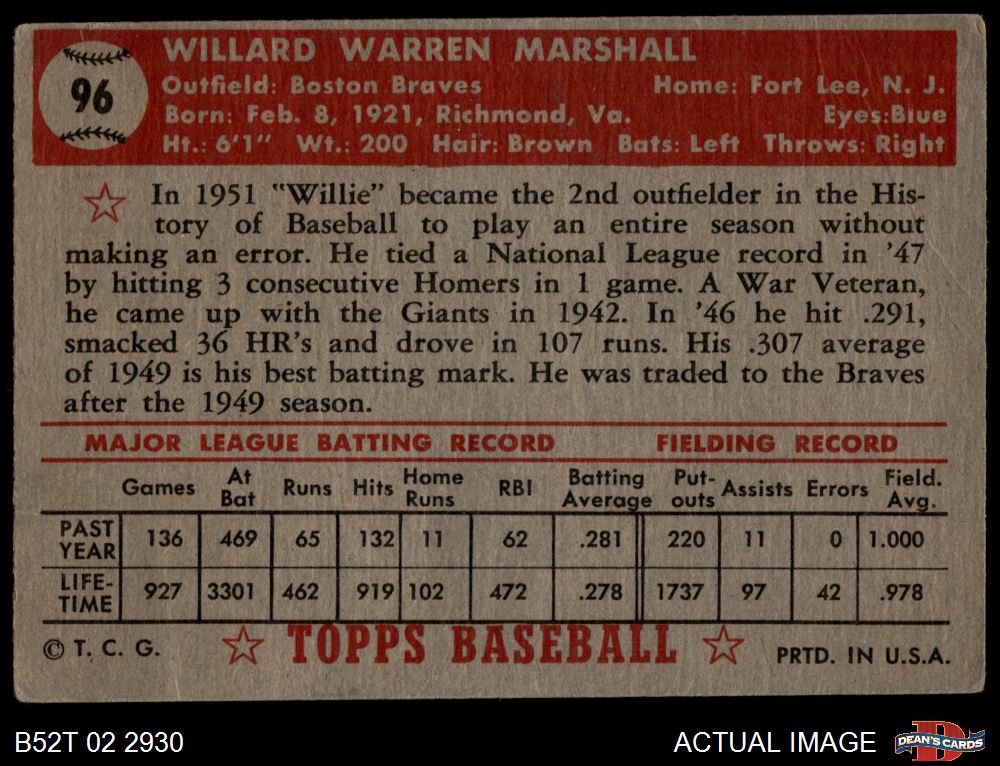 96
WILLARD WARREN MARSHALL
Outfield: Boston Braves Home: Fort Lee, N. J.
Born: Feb. 8, 1921, Richmond, Va. Eyes:Blue
Ht.: 6'1" Wt.: 200 Hair: Brown Bats: Left Throws: Right
In 1951 "Willie" became the 2nd outfielder in the His-
tory of Baseball to play an entire season without
making an error. He tied a National League record in '47
by hitting 3 consecutive Homers in 1 game. A War Veteran,
he came up with the Giants in 1942. In '46 he hit .291,
smacked 36 HR's and drove in 107 runs. His .307 average
of 1949 is his best batting mark. He was traded to the Braves
after the 1949 season.
MAJOR LEAGUE BATTING RECORD FIELDING RECORD
Games At Bat Runs Hits Home Runs RBI Batting Average Put-outs Assists Errors Field. Avg.
PAST YEAR 136 469 65 132 11 62 .281 220 11 0 1.000
LIFE-TIME 927 3301 462 919 102 472 .278 1737 97 42 .978
© T. C. G. TOPPS BASEBALL PRTD. IN U.S.A.
B52T 02 2930 ACTUAL IMAGE DEAN'S CARDS